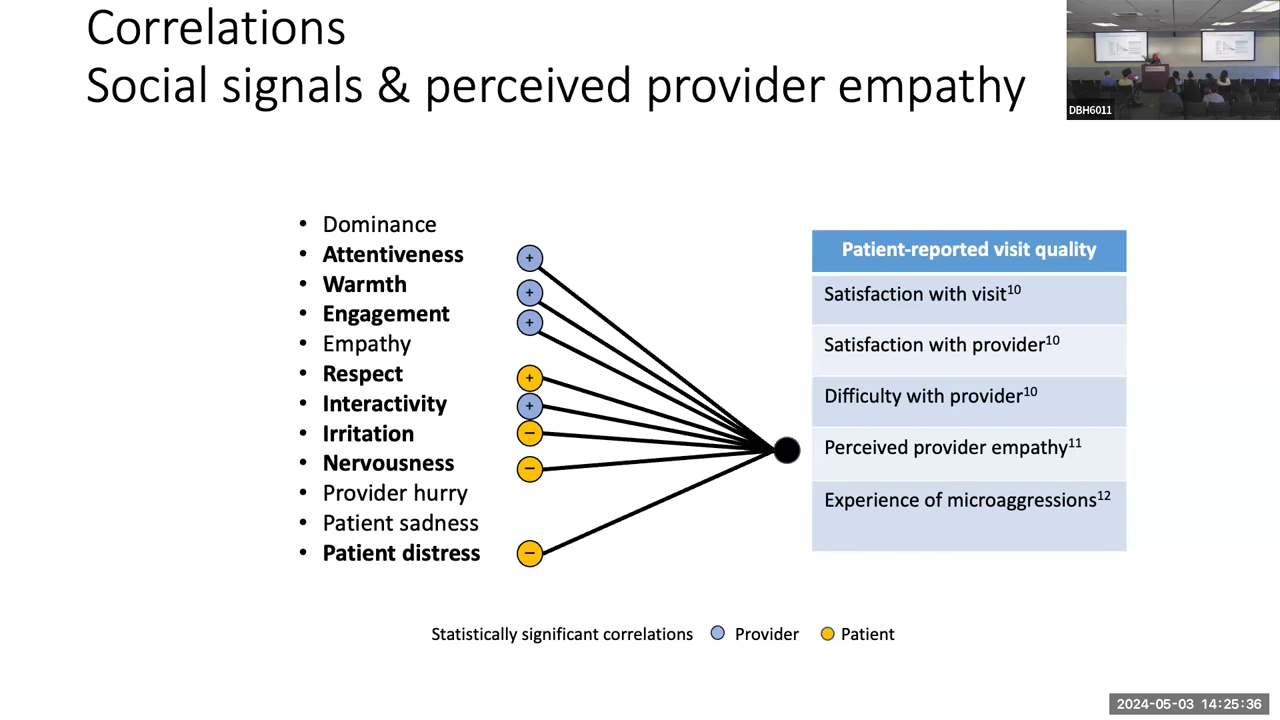 Correlations
Social signals & perceived provider empathy
DBH6011
• Dominance
• Attentiveness
• Warmth
• Engagement
• Empathy
• Respect
• Interactivity
• Irritation
• Nervousness
• Provider hurry
• Patient sadness
• Patient distress
+
+
+
+
+
−
−
−
Patient-reported visit quality
Satisfaction with visit¹⁰
Satisfaction with provider¹⁰
Difficulty with provider¹⁰
Perceived provider empathy¹¹
Experience of microaggressions¹²
Statistically significant correlations Provider Patient
2024-05-03 14:25:36